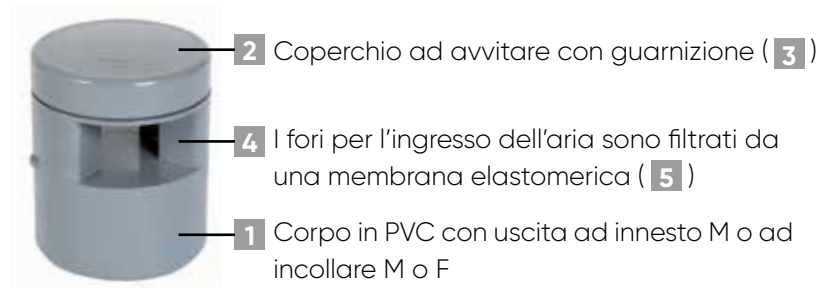 2 Coperchio ad avvitare con guarnizione ( 3 )
4 I fori per l'ingresso dell'aria sono filtrati da
una membrana elastomerica ( 5 )
1 Corpo in PVC con uscita ad innesto M o ad
incollare M o F